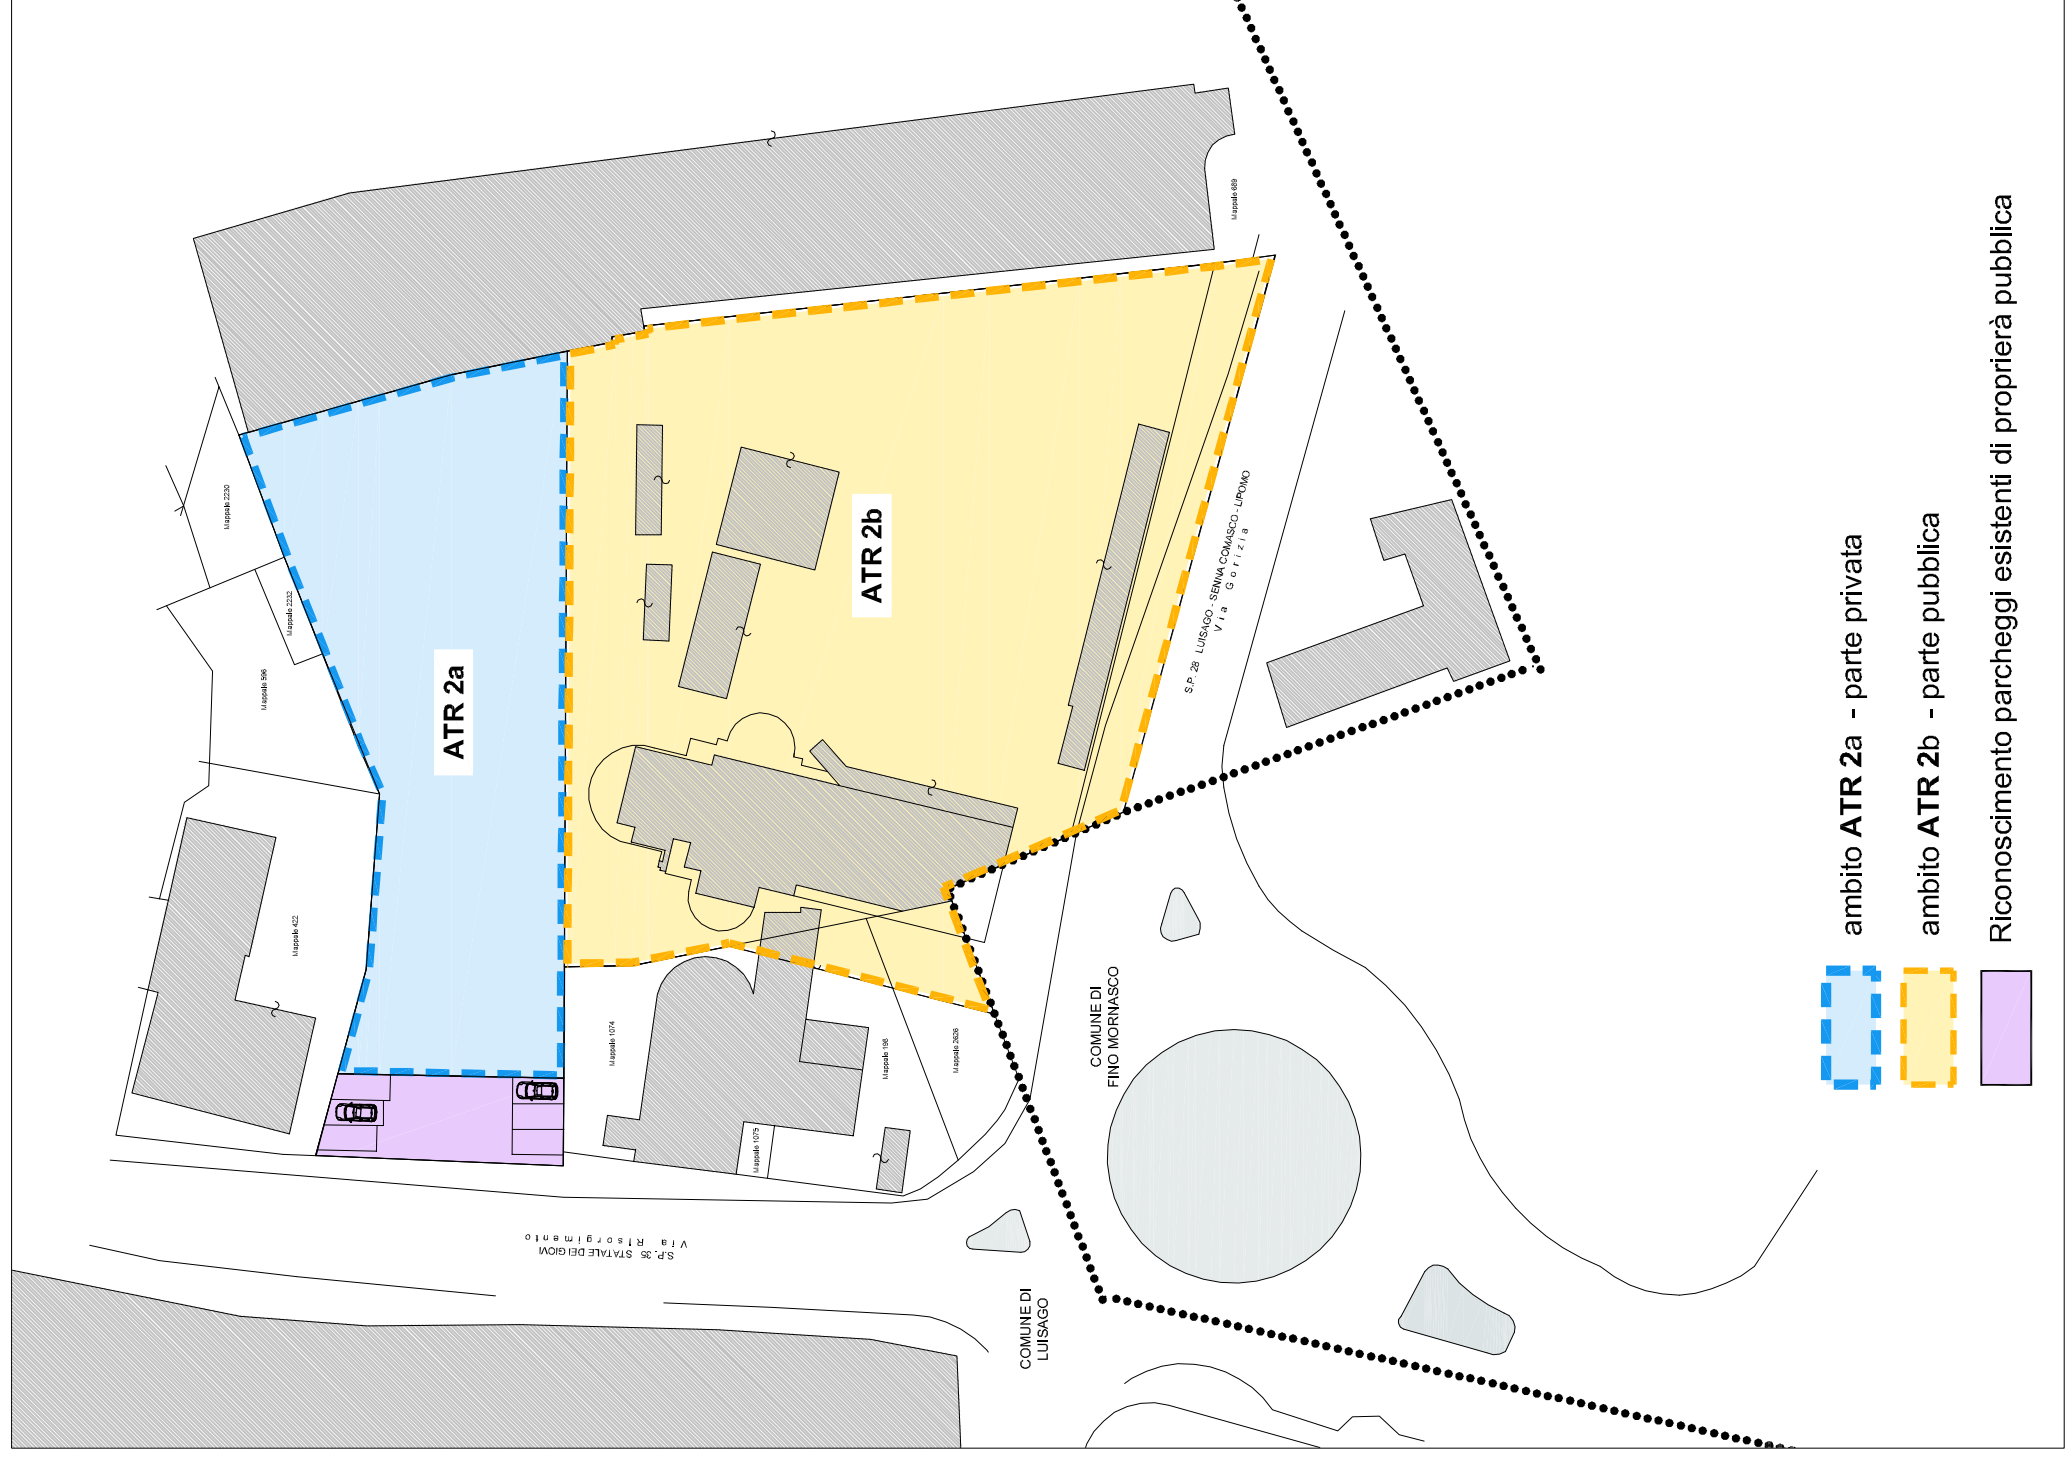 Mappale 689
Mappale 2230
Mappale 2232
Mappale 596
Mappale 422
ATR 2a
ATR 2b
S.P. 28 LUISAGO - SENNA COMASCO - LIPOMO
Via Gorizia
Mappale 1074
Mappale 198
Mappale 2626
Mappale 1075
COMUNE DI
FINO MORNASCO
S.P. 35 STATALE DEI GIOVI
Via Risorgimento
COMUNE DI
LUISAGO
ambito ATR 2a - parte privata
ambito ATR 2b - parte pubblica
Riconoscimento parcheggi esistenti di proprierà pubblica